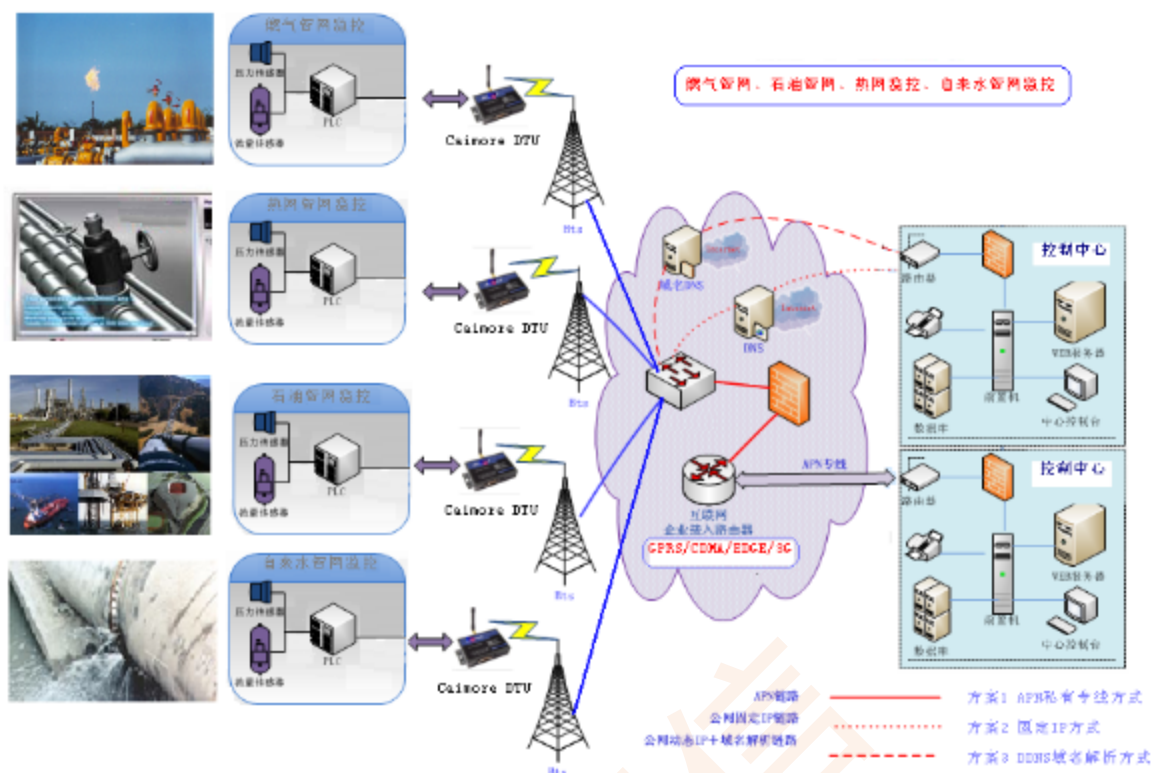 燃气管网监控
压力传感器
PLC
流量传感器
Caimore DTU
Bts
燃气管网、石油管网、热网监控、自来水管网监控
热网管网监控
压力传感器
PLC
流量传感器
Caimore DTU
Bts
石油管网监控
压力传感器
PLC
流量传感器
Caimore DTU
Bts
自来水管网监控
压力传感器
PLC
流量传感器
Caimore DTU
Bts
域名DNS
Internet
DNS
Internet
APN专线
互联网
企业接入路由器
GPRS/CDMA/EDGE/3G
控制中心
路由器
WEB服务器
前置机
数据库
中心控制台
控制中心
路由器
WEB服务器
前置机
数据库
中心控制台
APN链路
方案1 APN私有专线方式
公网固定IP链路
方案2 固定IP方式
公网动态IP+域名解析链路
方案3 DDNS域名解析方式
信